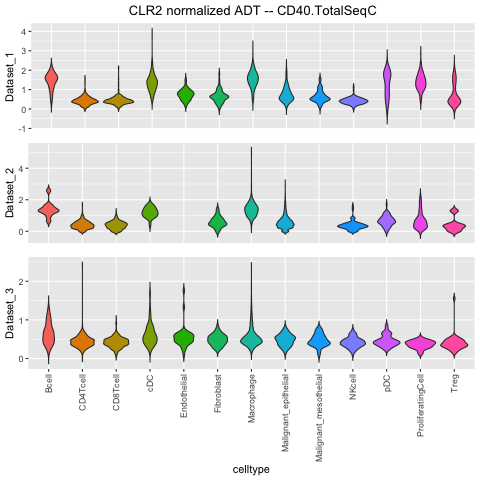 CLR2 normalized ADT -- CD40.TotalSeqC
Dataset_1
4
3
2
1
0
-1
Dataset_2
4
2
0
Dataset_3
2
1
0
Bcell
CD4Tcell
CD8Tcell
cDC
Endothelial
Fibroblast
Macrophage
Malignant_epithelial
Malignant_mesothelial
NKcell
pDC
ProliferatingCell
Treg
celltype